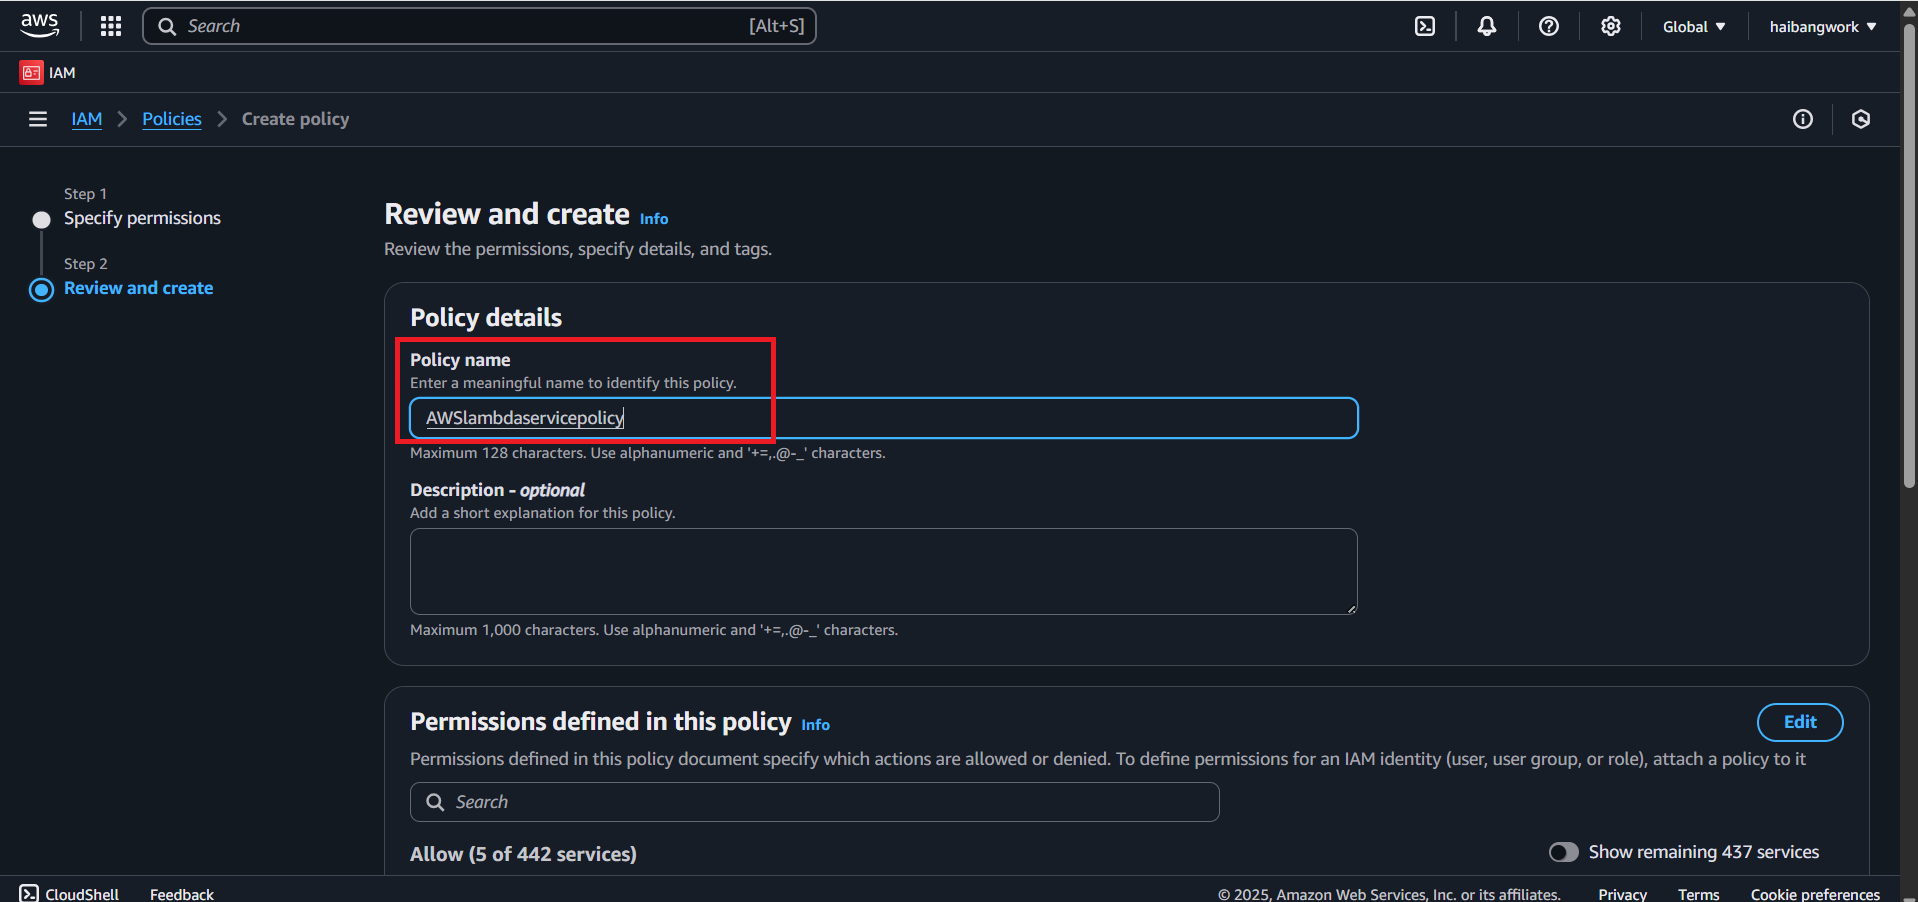 aws
Search [Alt+S]
Global haibangwork
IAM
IAM Policies Create policy
Step 1
Specify permissions
Step 2
Review and create
Review and create Info
Review the permissions, specify details, and tags.
Policy details
Policy name
Enter a meaningful name to identify this policy.
AWSlambdaservicepolicy
Maximum 128 characters. Use alphanumeric and '+=,.@-_' characters.
Description - optional
Add a short explanation for this policy.
Maximum 1,000 characters. Use alphanumeric and '+=,.@-_' characters.
Permissions defined in this policy Info
Edit
Permissions defined in this policy document specify which actions are allowed or denied. To define permissions for an IAM identity (user, user group, or role), attach a policy to it
Search
Allow (5 of 442 services)
Show remaining 437 services
CloudShell Feedback © 2025, Amazon Web Services, Inc. or its affiliates. Privacy Terms Cookie preferences